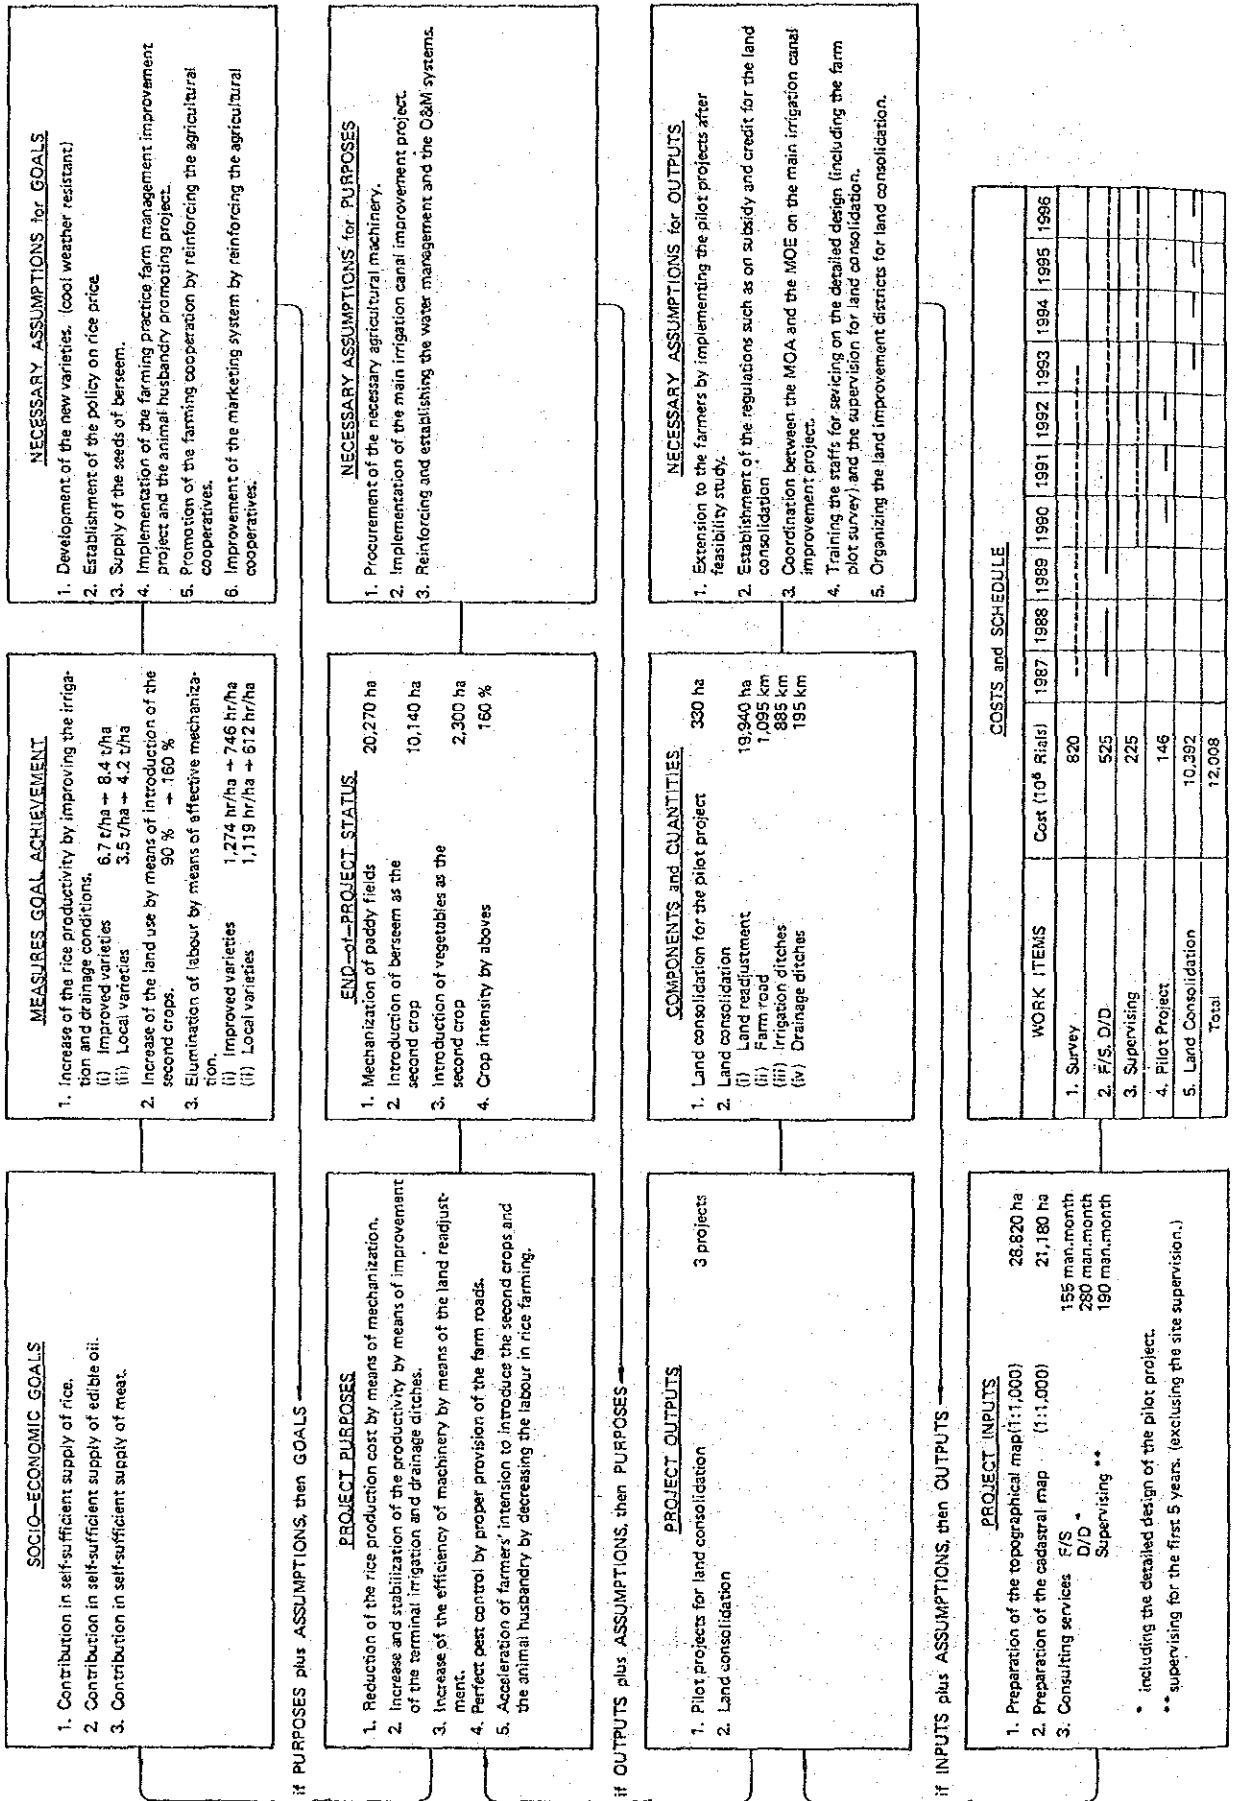 SOCIO-ECONOMIC GOALS
1. Contribution in self-sufficient supply of rice.
2 Contribution in self-sufficient supply of edible oil.
3. Contribution in self-sufficient supply of meat.
MEASURES GOAL ACHIEVEMENT
1. Increase of the rice productivity by improving the irriga-
tion and drainage conditions.
(i) Improved varieties 6.7 t/ha → 8.4 t/ha
(ii) Local varieties 3.5 t/ha → 4.2 t/ha
2. Increase of the land use by means of introduction of the
second crops. 90 % → 160 %
3. Elumination of labour by means of effective mechaniza-
tion.
(i) Improved varieties 1,274 hr/ha → 746 hr/ha
(ii) Local varieties 1,119 hr/ha → 612 hr/ha
NECESSARY ASSUMPTIONS for GOALS
1. Development of the new varieties. (cool weather resistant)
2. Establishment of the policy on rice price
3. Supply of the seeds of berseem.
4. Implementation of the farming practice farm management improvement
project and the animal husbandry promoting project.
5. Promotion of the farming cooperation by reinforcing the agricultural
cooperatives.
6. Improvement of the marketing system by reinforcing the agricultural
cooperatives.
if PURPOSES plus ASSUMPTIONS, then GOALS
PROJECT PURPOSES
1. Reduction of the rice production cost by means of mechanization.
2. Increase and stabilization of the productivity by means of improvement
of the terminal irrigation and drainage ditches.
3. Increase of the efficiency of machinery by means of the land readjust-
ment.
4. Perfect pest control by proper provision of the farm roads.
5. Acceleration of farmers' intension to introduce the second crops and
the animal husbandry by decreasing the labour in rice farming.
END-of-PROJECT STATUS
1. Mechanization of paddy fields 20,270 ha
2. Introduction of berseem as the
second crop 10,140 ha
3. Introduction of vegetables as the
second crop 2,300 ha
4. Crop intensity by aboves 160 %
NECESSARY ASSUMPTIONS for PURPOSES
1. Procurement of the necessary agricultural machinery.
2. Implementation of the main irrigation canal improvement project.
3. Reinforcing and establishing the water management and the O&M systems.
if OUTPUTS plus ASSUMPTIONS, then PURPOSES
PROJECT OUTPUTS
1. Pilot projects for land consolidation 3 projects
2. Land consolidation
COMPONENTS and QUANTITIES
1. Land consolidation for the pilot project 330 ha
2. Land consolidation
(i) Land readjustment 19,940 ha
(ii) Farm road 1,095 km
(iii) Irrigation ditches 885 km
(iv) Drainage ditches 195 km
NECESSARY ASSUMPTIONS for OUTPUTS
1. Extension to the farmers by implementing the pilot projects after
feasibility study.
2. Establishment of the regulations such as on subsidy and credit for the land
consolidation
3. Coordination between the MOA and the MOE on the main irrigation canal
improvement project.
4. Training the staffs for servicing on the detailed design (including the farm
plot survey) and the supervision for land consolidation.
5. Organizing the land improvement districts for land consolidation.
if INPUTS plus ASSUMPTIONS, then OUTPUTS
PROJECT INPUTS
1. Preparation of the topographical map(1:1,000) 28,820 ha
2. Preparation of the cadastral map (1:1,000) 21,180 ha
3. Consulting services F/S 155 man.month
D/D * 280 man.month
Supervising ** 190 man.month
* including the detailed design of the pilot project.
** supervising for the first 5 years. (exclusing the site supervision.)
COSTS and SCHEDULE
WORK ITEMS Cost (10⁶ Rials) 1987 1988 1989 1990 1991 1992 1993 1994 1995 1996
1. Survey 820
2. F/S. D/D 525
3. Supervising 225
4. Pilot Project 146
5. Land Consolidation 10,392
Total 12,008